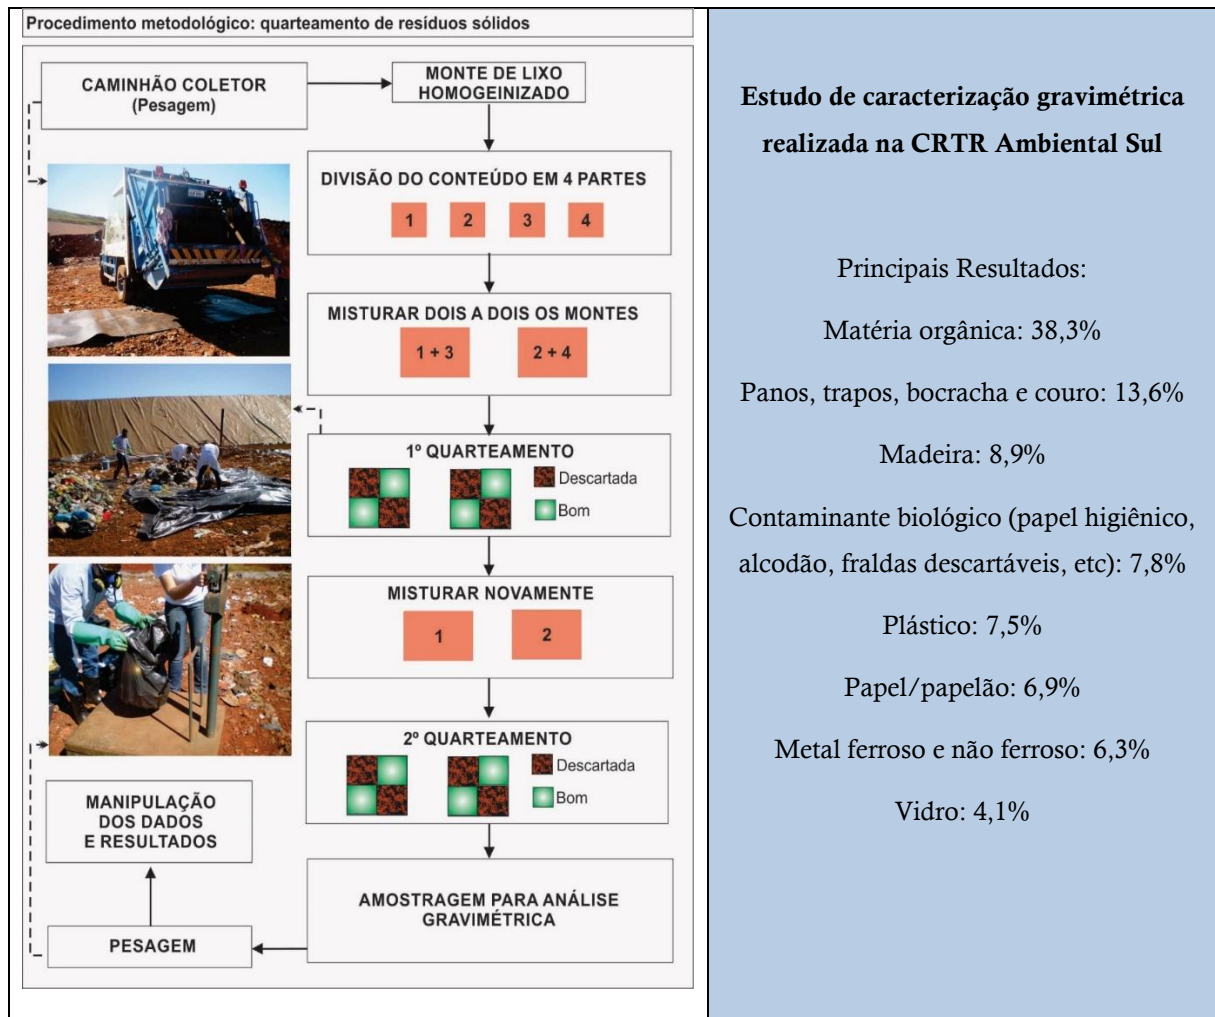 Procedimento metodológico: quarteamento de resíduos sólidos
CAMINHÃO COLETOR
(Pesagem)
MONTE DE LIXO
HOMOGEINIZADO
DIVISÃO DO CONTEÚDO EM 4 PARTES
1 2 3 4
MISTURAR DOIS A DOIS OS MONTES
1 + 3 2 + 4
1º QUARTEAMENTO
Descartada
Bom
MISTURAR NOVAMENTE
1 2
2º QUARTEAMENTO
Descartada
Bom
AMOSTRAGEM PARA ANÁLISE
GRAVIMÉTRICA
PESAGEM
MANIPULAÇÃO
DOS DADOS
E RESULTADOS
Estudo de caracterização gravimétrica
realizada na CRTR Ambiental Sul
Principais Resultados:
Matéria orgânica: 38,3%
Panos, trapos, bocracha e couro: 13,6%
Madeira: 8,9%
Contaminante biológico (papel higiênico,
alcodão, fraldas descartáveis, etc): 7,8%
Plástico: 7,5%
Papel/papelão: 6,9%
Metal ferroso e não ferroso: 6,3%
Vidro: 4,1%